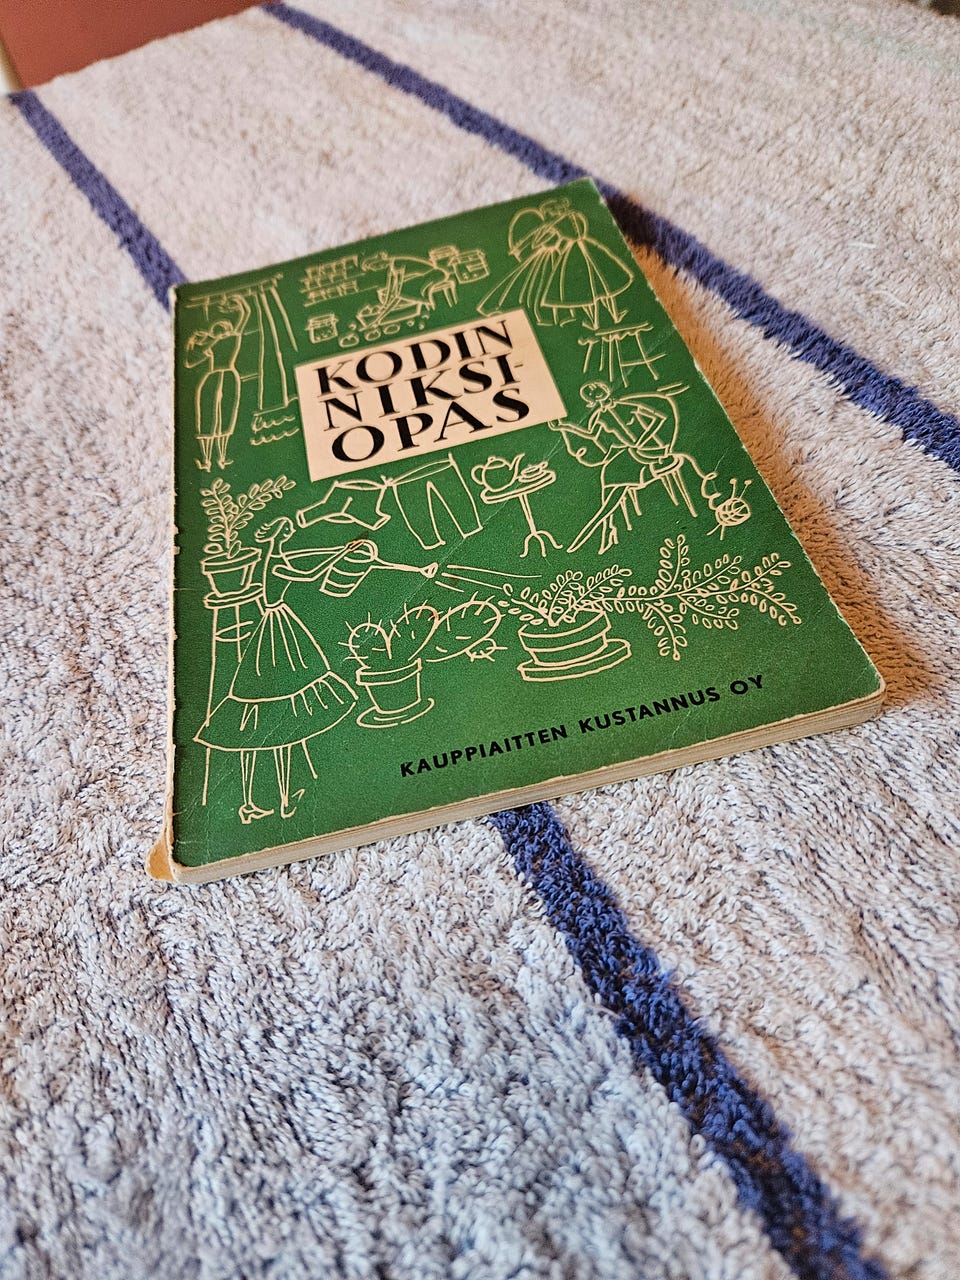 KODIN
NIKSI-
OPAS
KAUPPIAITTEN KUSTANNUS OY